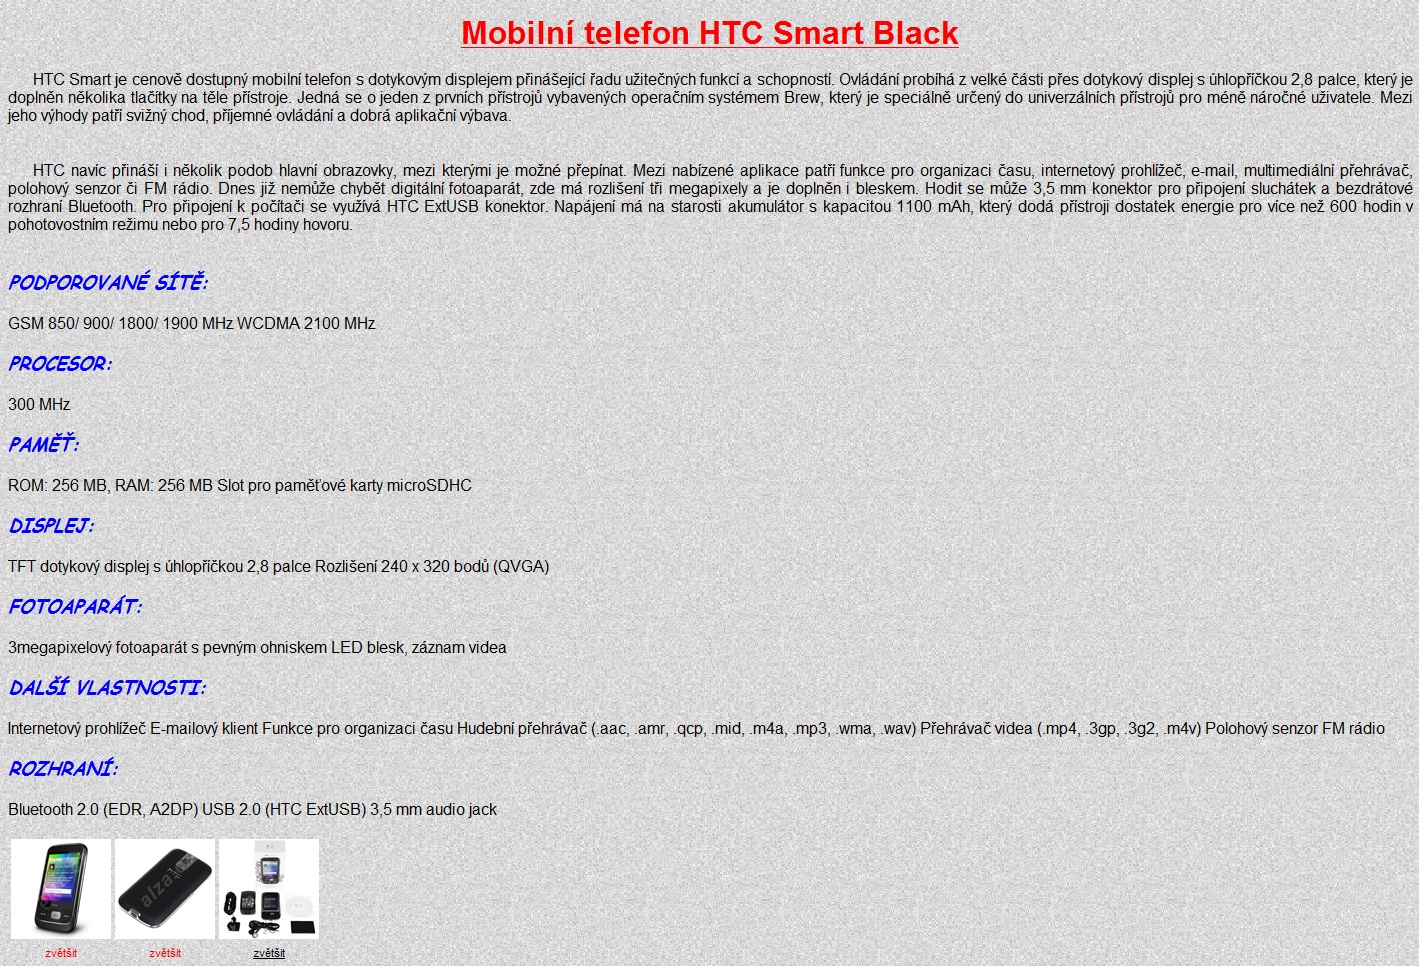 Mobilní telefon HTC Smart Black
HTC Smart je cenově dostupný mobilní telefon s dotykovým displejem přinášející řadu užitečných funkcí a schopností. Ovládání probíhá z velké části přes dotykový displej s úhlopříčkou 2,8 palce, který je
doplněn několika tlačítky na těle přístroje. Jedná se o jeden z prvních přístrojů vybavených operačním systémem Brew, který je speciálně určený do univerzálních přístrojů pro méně náročné uživatele. Mezi
jeho výhody patří svižný chod, příjemné ovládání a dobrá aplikační výbava.
HTC navíc přináší i několik podob hlavní obrazovky, mezi kterými je možné přepínat. Mezi nabízené aplikace patří funkce pro organizaci času, internetový prohlížeč, e-mail, multimediální přehrávač,
polohový senzor či FM rádio. Dnes již nemůže chybět digitální fotoaparát, zde má rozlišení tři megapixely a je doplněn i bleskem. Hodit se může 3,5 mm konektor pro připojení sluchátek a bezdrátové
rozhraní Bluetooth. Pro připojení k počítači se využívá HTC ExtUSB konektor. Napájení má na starosti akumulátor s kapacitou 1100 mAh, který dodá přístroji dostatek energie pro více než 600 hodin v
pohotovostním režimu nebo pro 7,5 hodiny hovoru.
PODPOROVANÉ SÍTĚ:
GSM 850/ 900/ 1800/ 1900 MHz WCDMA 2100 MHz
PROCESOR:
300 MHz
PAMĚŤ:
ROM: 256 MB, RAM: 256 MB Slot pro paměťové karty microSDHC
DISPLEJ:
TFT dotykový displej s úhlopříčkou 2,8 palce Rozlišení 240 x 320 bodů (QVGA)
FOTOAPARÁT:
3megapixelový fotoaparát s pevným ohniskem LED blesk, záznam videa
DALŠÍ VLASTNOSTI:
Internetový prohlížeč E-mailový klient Funkce pro organizaci času Hudební přehrávač (.aac, .amr, .qcp, .mid, .m4a, .mp3, .wma, .wav) Přehrávač videa (.mp4, .3gp, .3g2, .m4v) Polohový senzor FM rádio
ROZHRANÍ:
Bluetooth 2.0 (EDR, A2DP) USB 2.0 (HTC ExtUSB) 3,5 mm audio jack
alza.cz
zvětšit zvětšit zvětšit